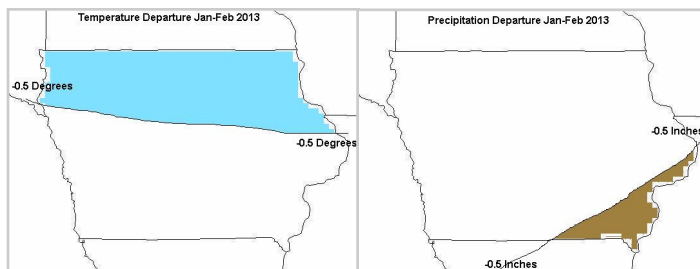 Temperature Departure Jan-Feb 2013
-0.5 Degrees
-0.5 Degrees
Precipitation Departure Jan-Feb 2013
-0.5 Inches
-0.5 Inches